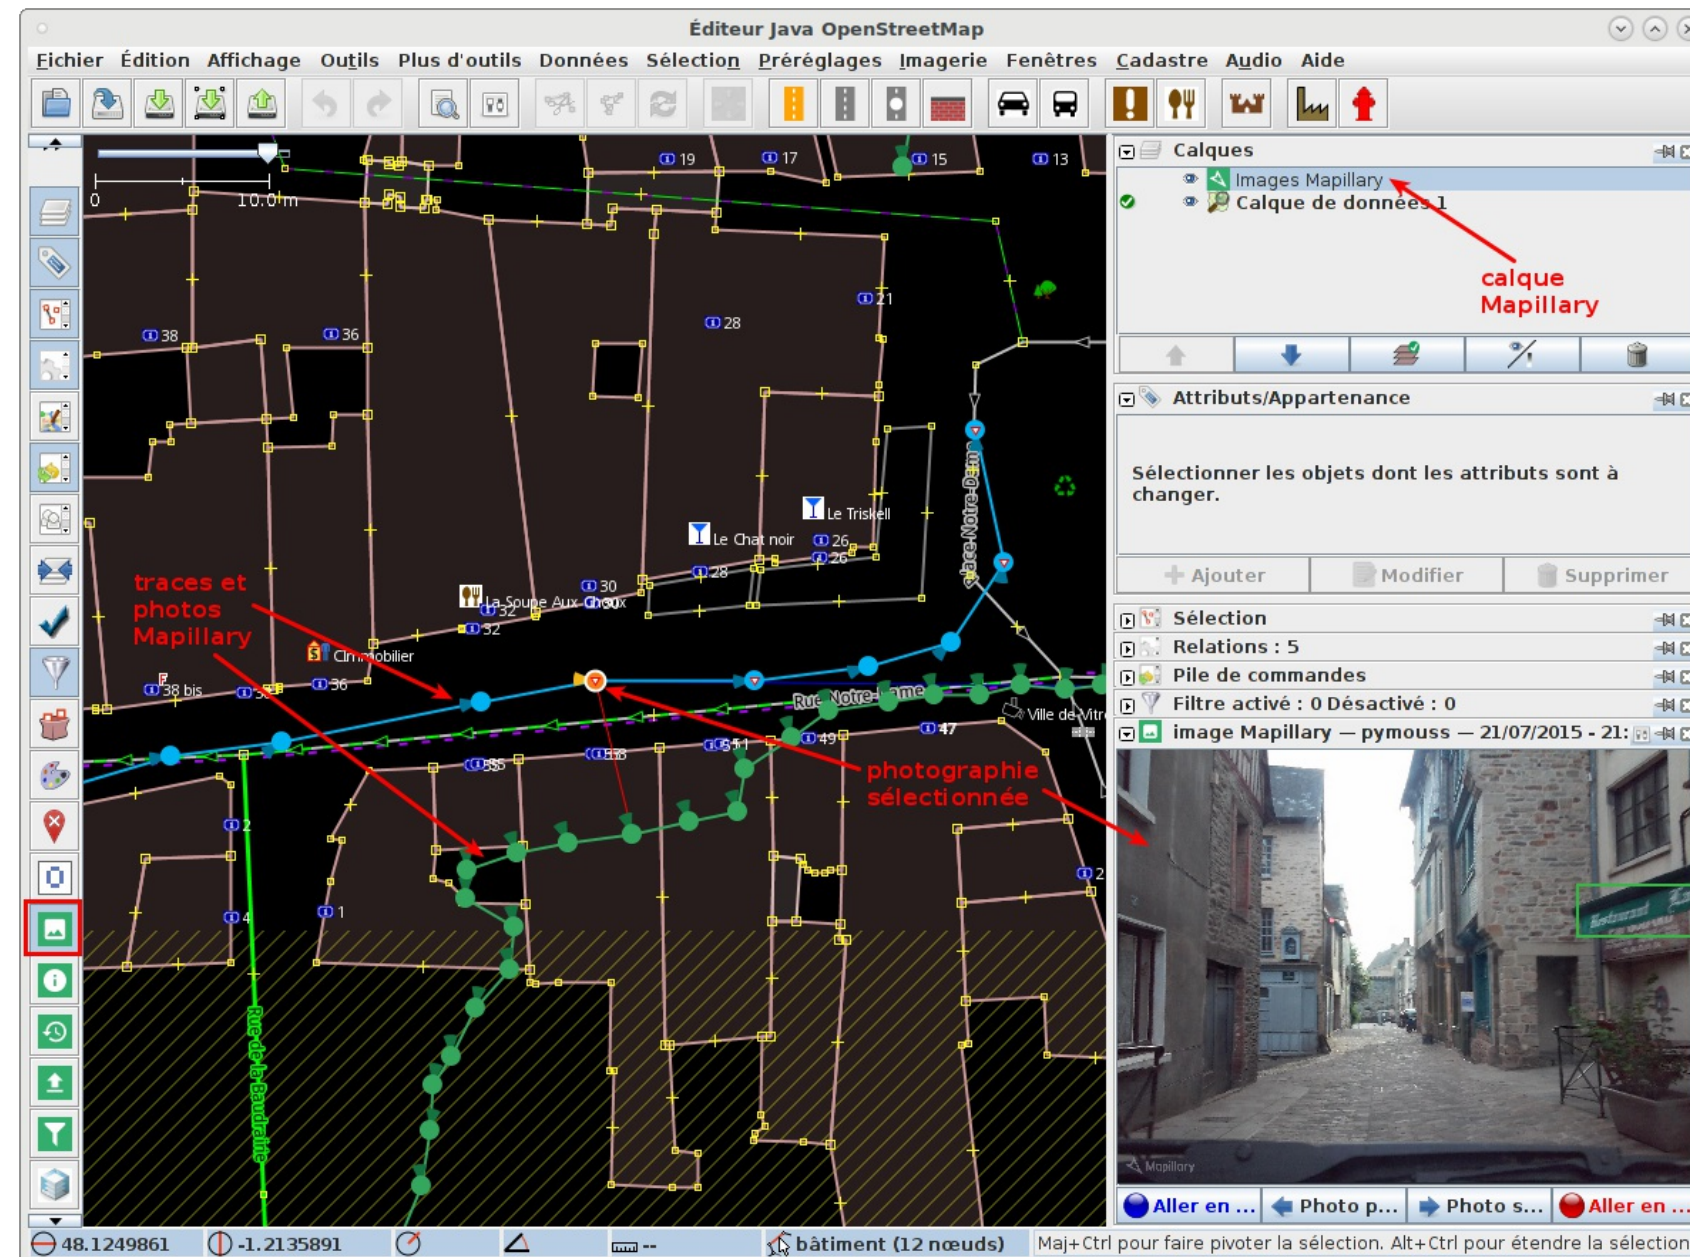 Éditeur Java OpenStreetMap
Fichier Édition Affichage Outils Plus d'outils Données Sélection Préréglages Imagerie Fenêtres Cadastre Audio Aide
0 10.0 m
19 17 15 13
38 36 28 21
Le Triskell
Le Chat noir 26
26
28
30
La Soupe Aux Choux
32
32
CImmobilier
38 bis 36
Rue Notre-Dame
Ville de Vitr
49 47
2
4 1
2
Rue de la Baudrairie
traces et
photos
Mapillary
photographie
sélectionnée
Calques
Images Mapillary
Calque de données 1
calque
Mapillary
Attributs/Appartenance
Sélectionner les objets dont les attributs sont à
changer.
Ajouter Modifier Supprimer
Sélection
Relations : 5
Pile de commandes
Filtre activé : 0 Désactivé : 0
image Mapillary — pymouss — 21/07/2015 - 21:
Restaurant
Mapillary
Aller en ... Photo p... Photo s... Aller en ...
48.1249861 -1.2135891 -- bâtiment (12 nœuds) Maj+Ctrl pour faire pivoter la sélection. Alt+Ctrl pour étendre la sélection